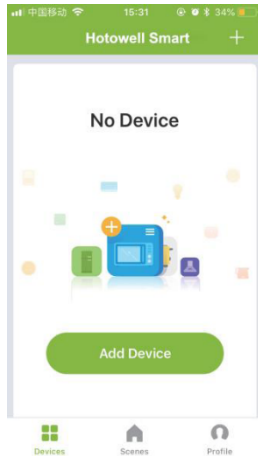 中国移动 15:31 34%
Hotowell Smart +
No Device
Add Device
Devices Scenes Profile